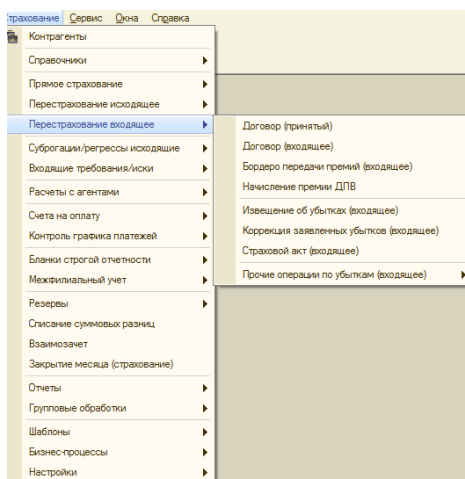 Страхование Сервис Окна Справка
Контрагенты
Справочники
Прямое страхование
Перестрахование исходящее
Перестрахование входящее
Договор (принятый)
Договор (входящее)
Бордеро передачи премий (входящее)
Начисление премии ДПВ
Извещение об убытках (входящее)
Коррекция заявленных убытков (входящее)
Страховой акт (входящее)
Прочие операции по убыткам (входящее)
Суброгации/регрессы исходящие
Входящие требования/иски
Расчеты с агентами
Счета на оплату
Контроль графика платежей
Бланки строгой отчетности
Межфилиальный учет
Резервы
Списание суммовых разниц
Взаимозачет
Закрытие месяца (страхование)
Отчеты
Групповые обработки
Шаблоны
Бизнес-процессы
Настройки